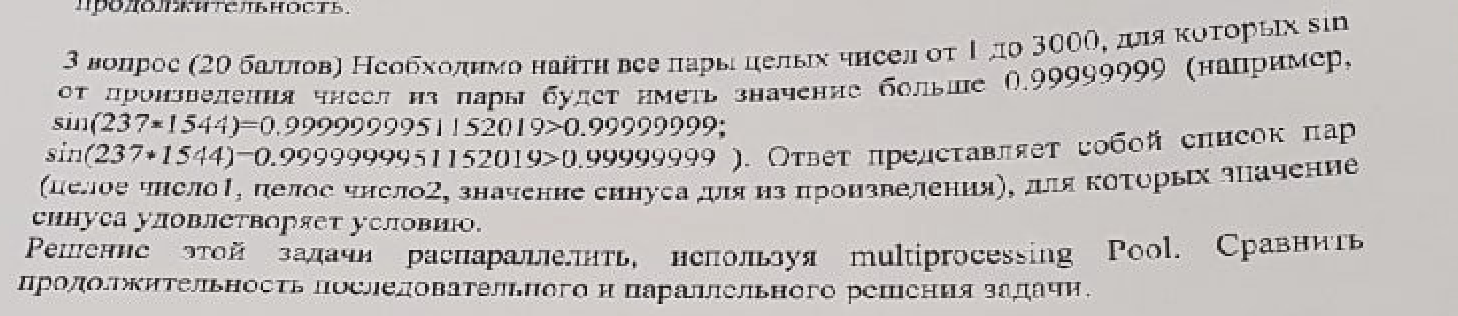 продолжительность.
3 вопрос (20 баллов) Необходимо найти все пары целых чисел от 1 до 3000, для которых sin
от произведения чисел из пары будет иметь значение больше 0.99999999 (например,
sin(237*1544)=0.9999999951152019>0.99999999;
sin(237*1544)=0.9999999951152019>0.99999999 ). Ответ представляет собой список пар
(целое число1, целое число2, значение синуса для из произведения), для которых значение
синуса удовлетворяет условию.
Решение этой задачи распараллелить, используя multiprocessing Pool. Сравнить
продолжительность последовательного и параллельного решения задачи.